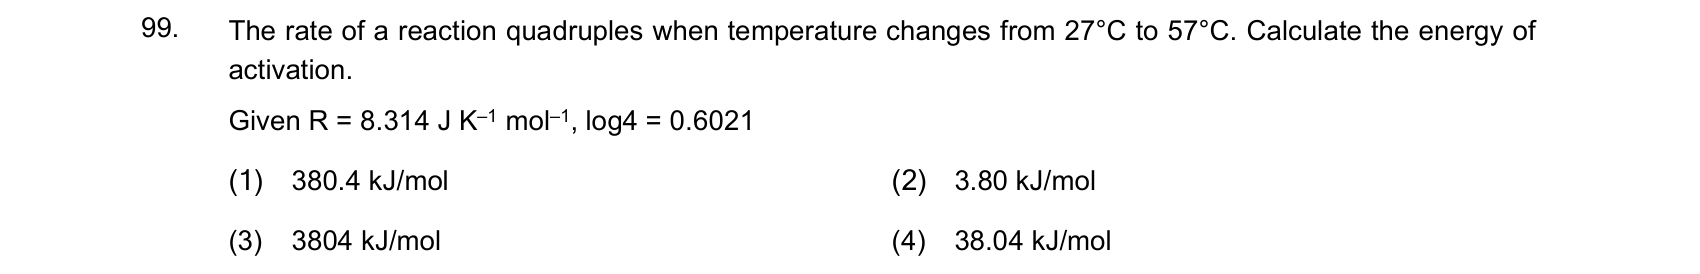 99. The rate of a reaction quadruples when temperature changes from 27°C to 57°C. Calculate the energy of
activation.
Given R = 8.314 J K⁻¹ mol⁻¹, log4 = 0.6021
(1) 380.4 kJ/mol (2) 3.80 kJ/mol
(3) 3804 kJ/mol (4) 38.04 kJ/mol